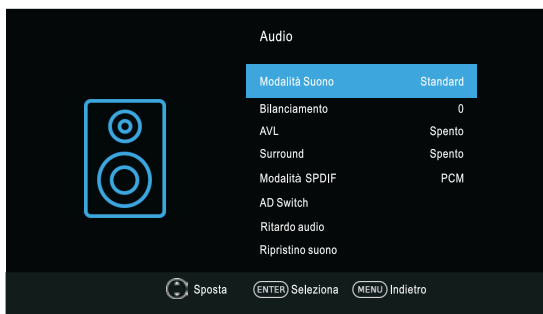 Audio
Modalità Suono Standard
Bilanciamento 0
AVL Spento
Surround Spento
Modalità SPDIF PCM
AD Switch
Ritardo audio
Ripristino suono
Sposta ENTER Seleziona MENU Indietro